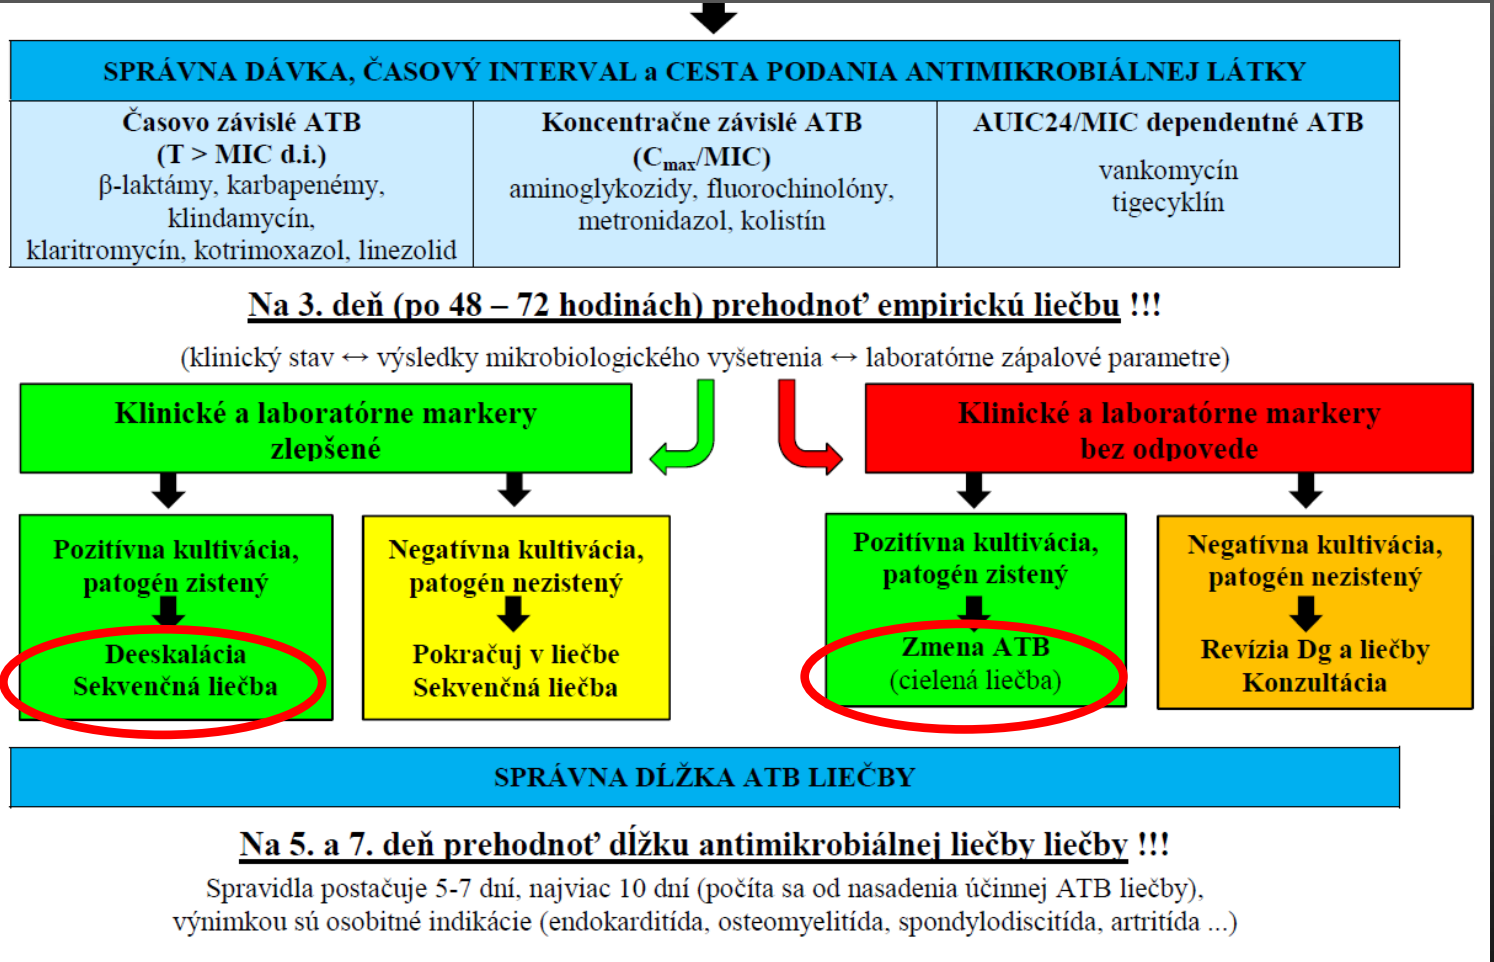 SPRÁVNA DÁVKA, ČASOVÝ INTERVAL a CESTA PODANIA ANTIMIKROBIÁLNEJ LÁTKY
Časovo závislé ATB
(T > MIC d.i.)
β-laktámy, karbapenémy,
klindamycín,
klaritromycín, kotrimoxazol, linezolid
Koncentračne závislé ATB
(Cmax/MIC)
aminoglykozidy, fluorochinolóny,
metronidazol, kolistín
AUIC24/MIC dependentné ATB
vankomycín
tigecyklín
Na 3. deň (po 48 – 72 hodinách) prehodnoť empirickú liečbu !!!
(klinický stav ↔ výsledky mikrobiologického vyšetrenia ↔ laboratórne zápalové parametre)
Klinické a laboratórne markery
zlepšené
Klinické a laboratórne markery
bez odpovede
Pozitívna kultivácia,
patogén zistený
Deeskalácia
Sekvenčná liečba
Negatívna kultivácia,
patogén nezistený
Pokračuj v liečbe
Sekvenčná liečba
Pozitívna kultivácia,
patogén zistený
Zmena ATB
(cielená liečba)
Negatívna kultivácia,
patogén nezistený
Revízia Dg a liečby
Konzultácia
SPRÁVNA DĹŽKA ATB LIEČBY
Na 5. a 7. deň prehodnoť dĺžku antimikrobiálnej liečby liečby !!!
Spravidla postačuje 5-7 dní, najviac 10 dní (počíta sa od nasadenia účinnej ATB liečby),
výnimkou sú osobitné indikácie (endokarditída, osteomyelitída, spondylodiscitída, artritída ...)